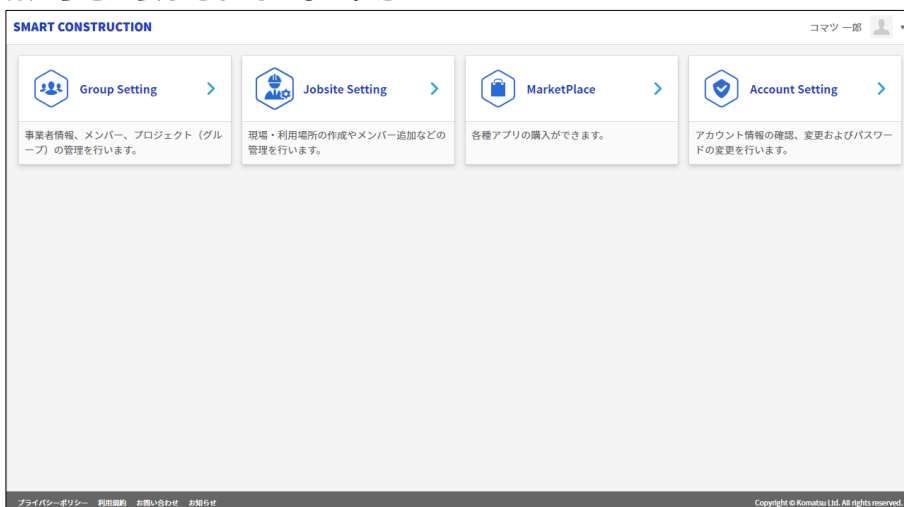 SMART CONSTRUCTION
コマツ 一郎
Group Setting
事業者情報、メンバー、プロジェクト（グル
ープ）の管理を行います。
Jobsite Setting
現場・利用場所の作成やメンバー追加などの
管理を行います。
MarketPlace
各種アプリの購入ができます。
Account Setting
アカウント情報の確認、変更およびパスワー
ドの変更を行います。
プライバシーポリシー 利用規約 お問い合わせ お知らせ
Copyright © Komatsu Ltd. All rights reserved.